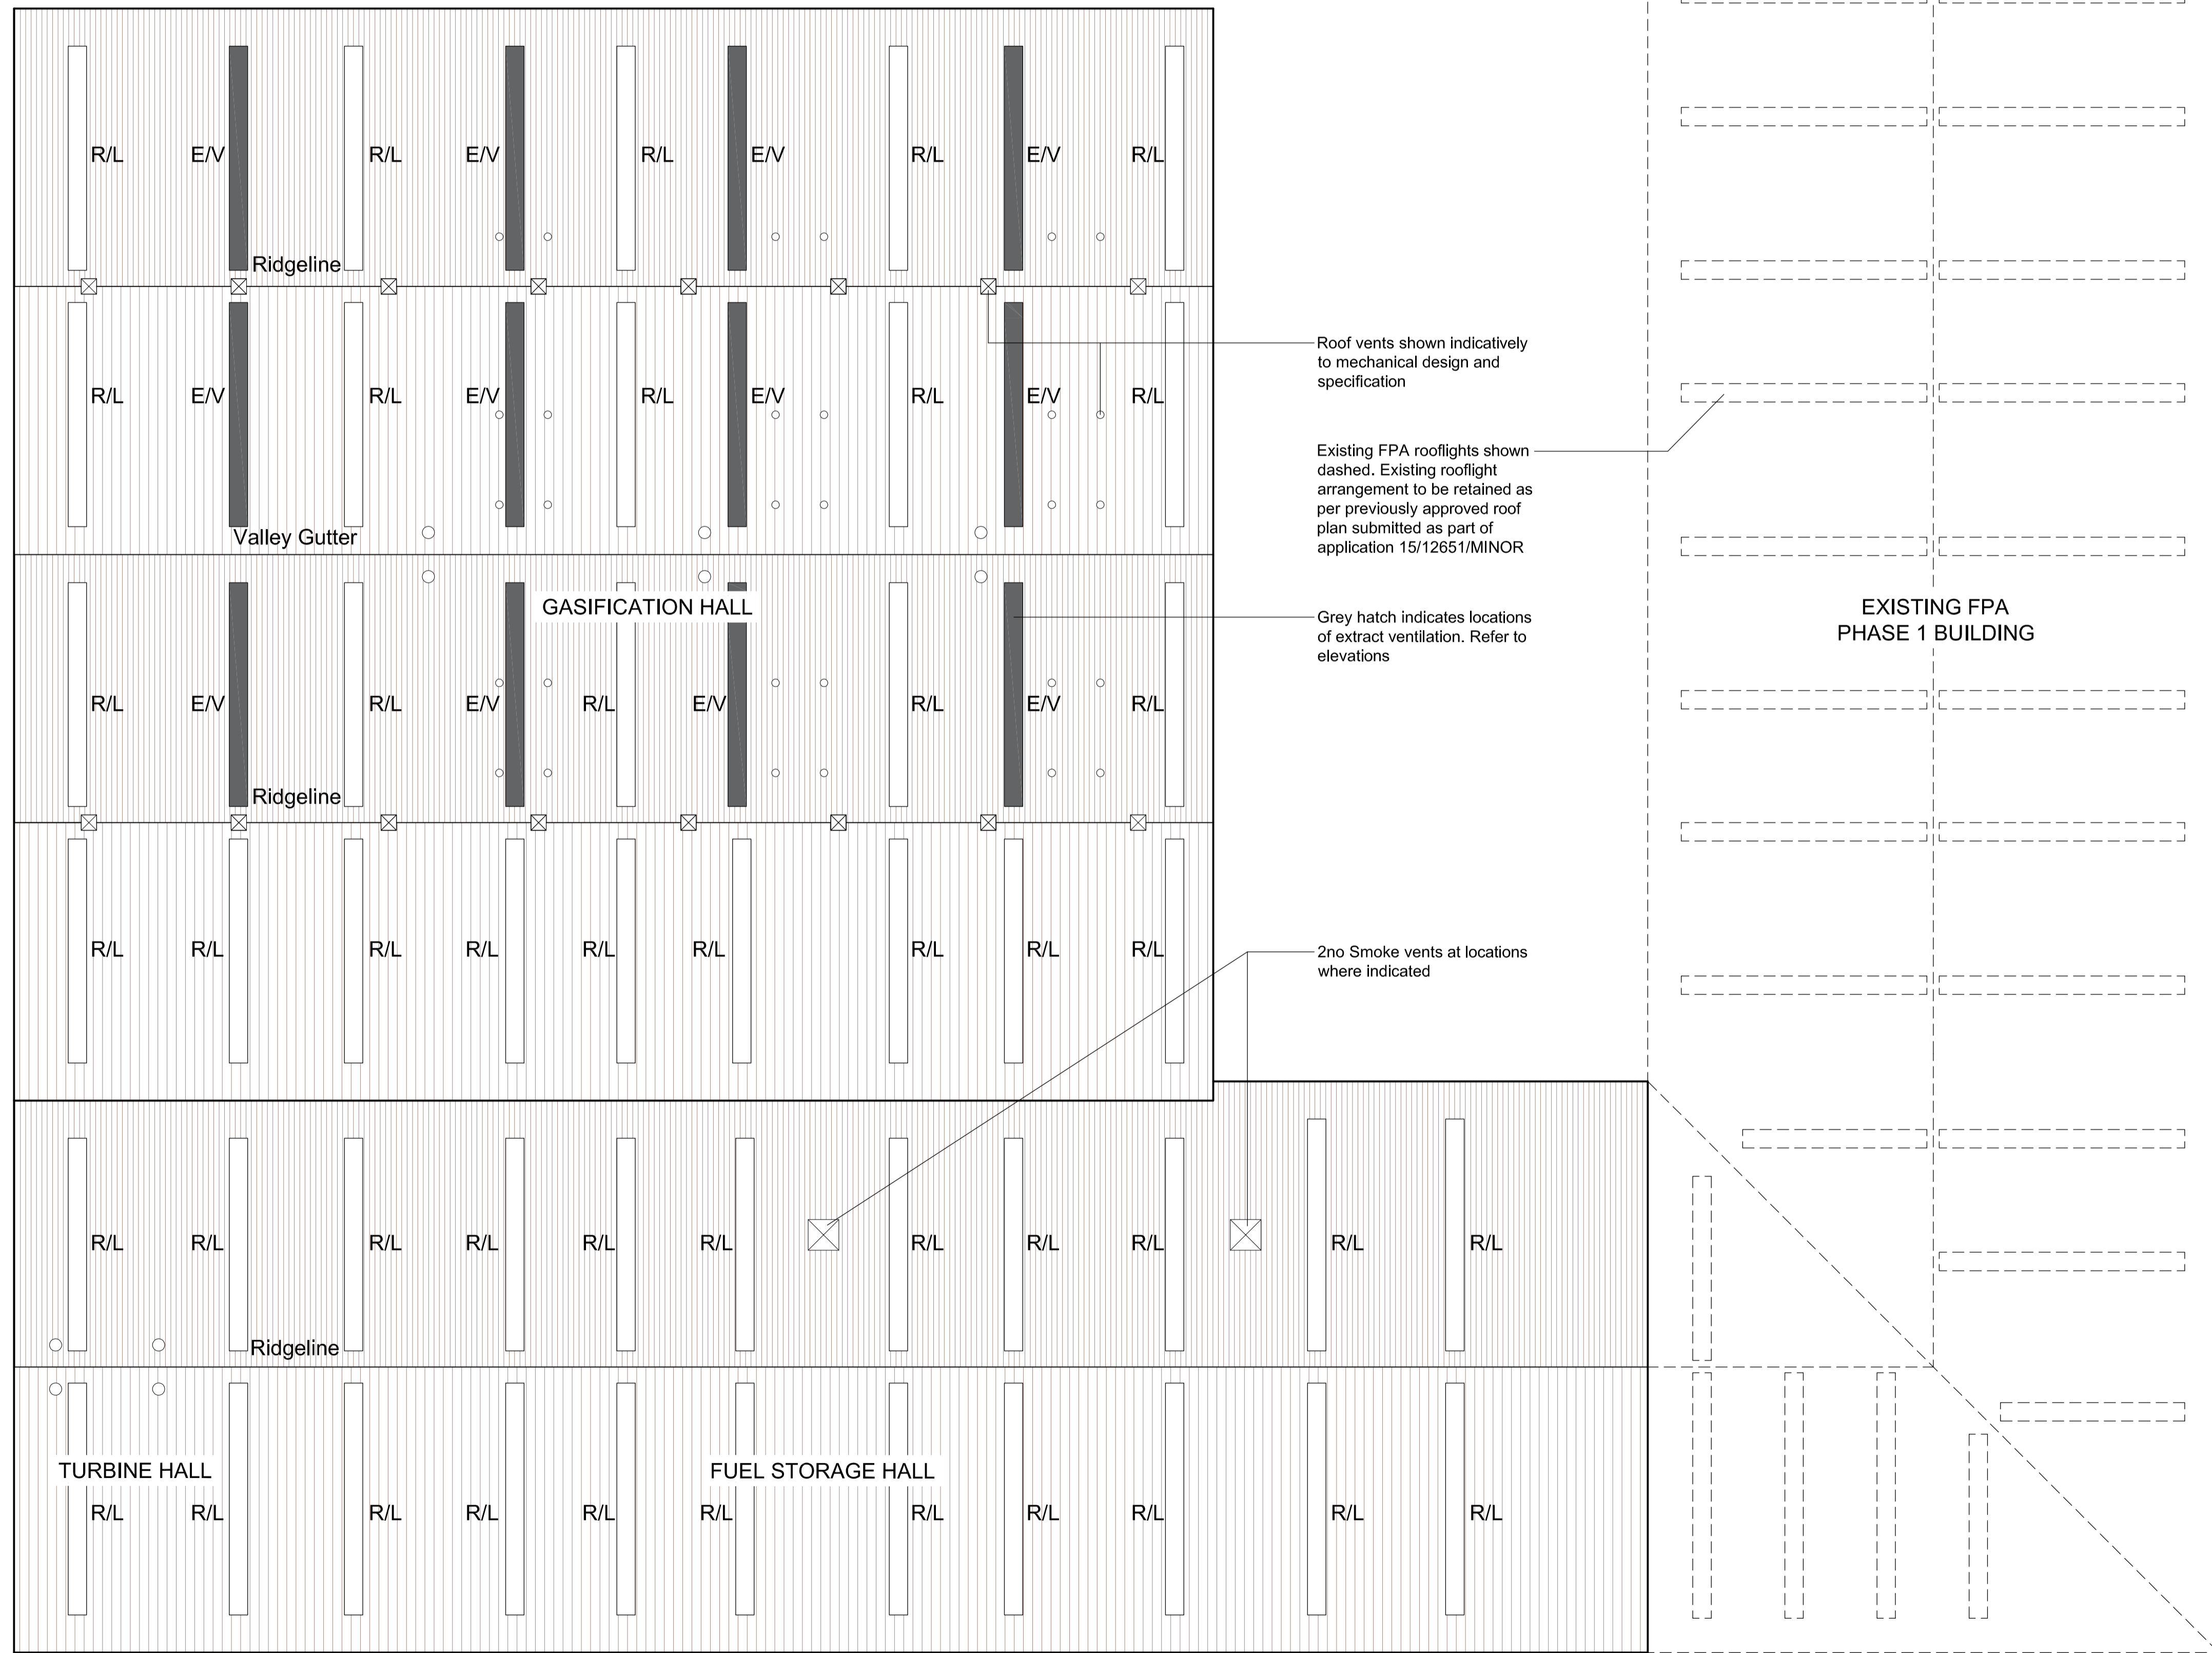 R/L E/V R/L E/V R/L E/V R/L E/V R/L
Ridgeline
Roof vents shown indicatively
to mechanical design and
specification
R/L E/V R/L E/V R/L E/V R/L E/V R/L
Existing FPA rooflights shown
dashed. Existing rooflight
arrangement to be retained as
per previously approved roof
plan submitted as part of
application 15/12651/MINOR
Valley Gutter
GASIFICATION HALL
Grey hatch indicates locations
of extract ventilation. Refer to
elevations
EXISTING FPA
PHASE 1 BUILDING
R/L E/V R/L E/V R/L E/V R/L E/V R/L
Ridgeline
R/L R/L R/L R/L R/L R/L R/L R/L R/L
2no Smoke vents at locations
where indicated
R/L R/L R/L R/L R/L R/L R/L R/L R/L R/L R/L
Ridgeline
TURBINE HALL
FUEL STORAGE HALL
R/L R/L R/L R/L R/L R/L R/L R/L R/L R/L R/L